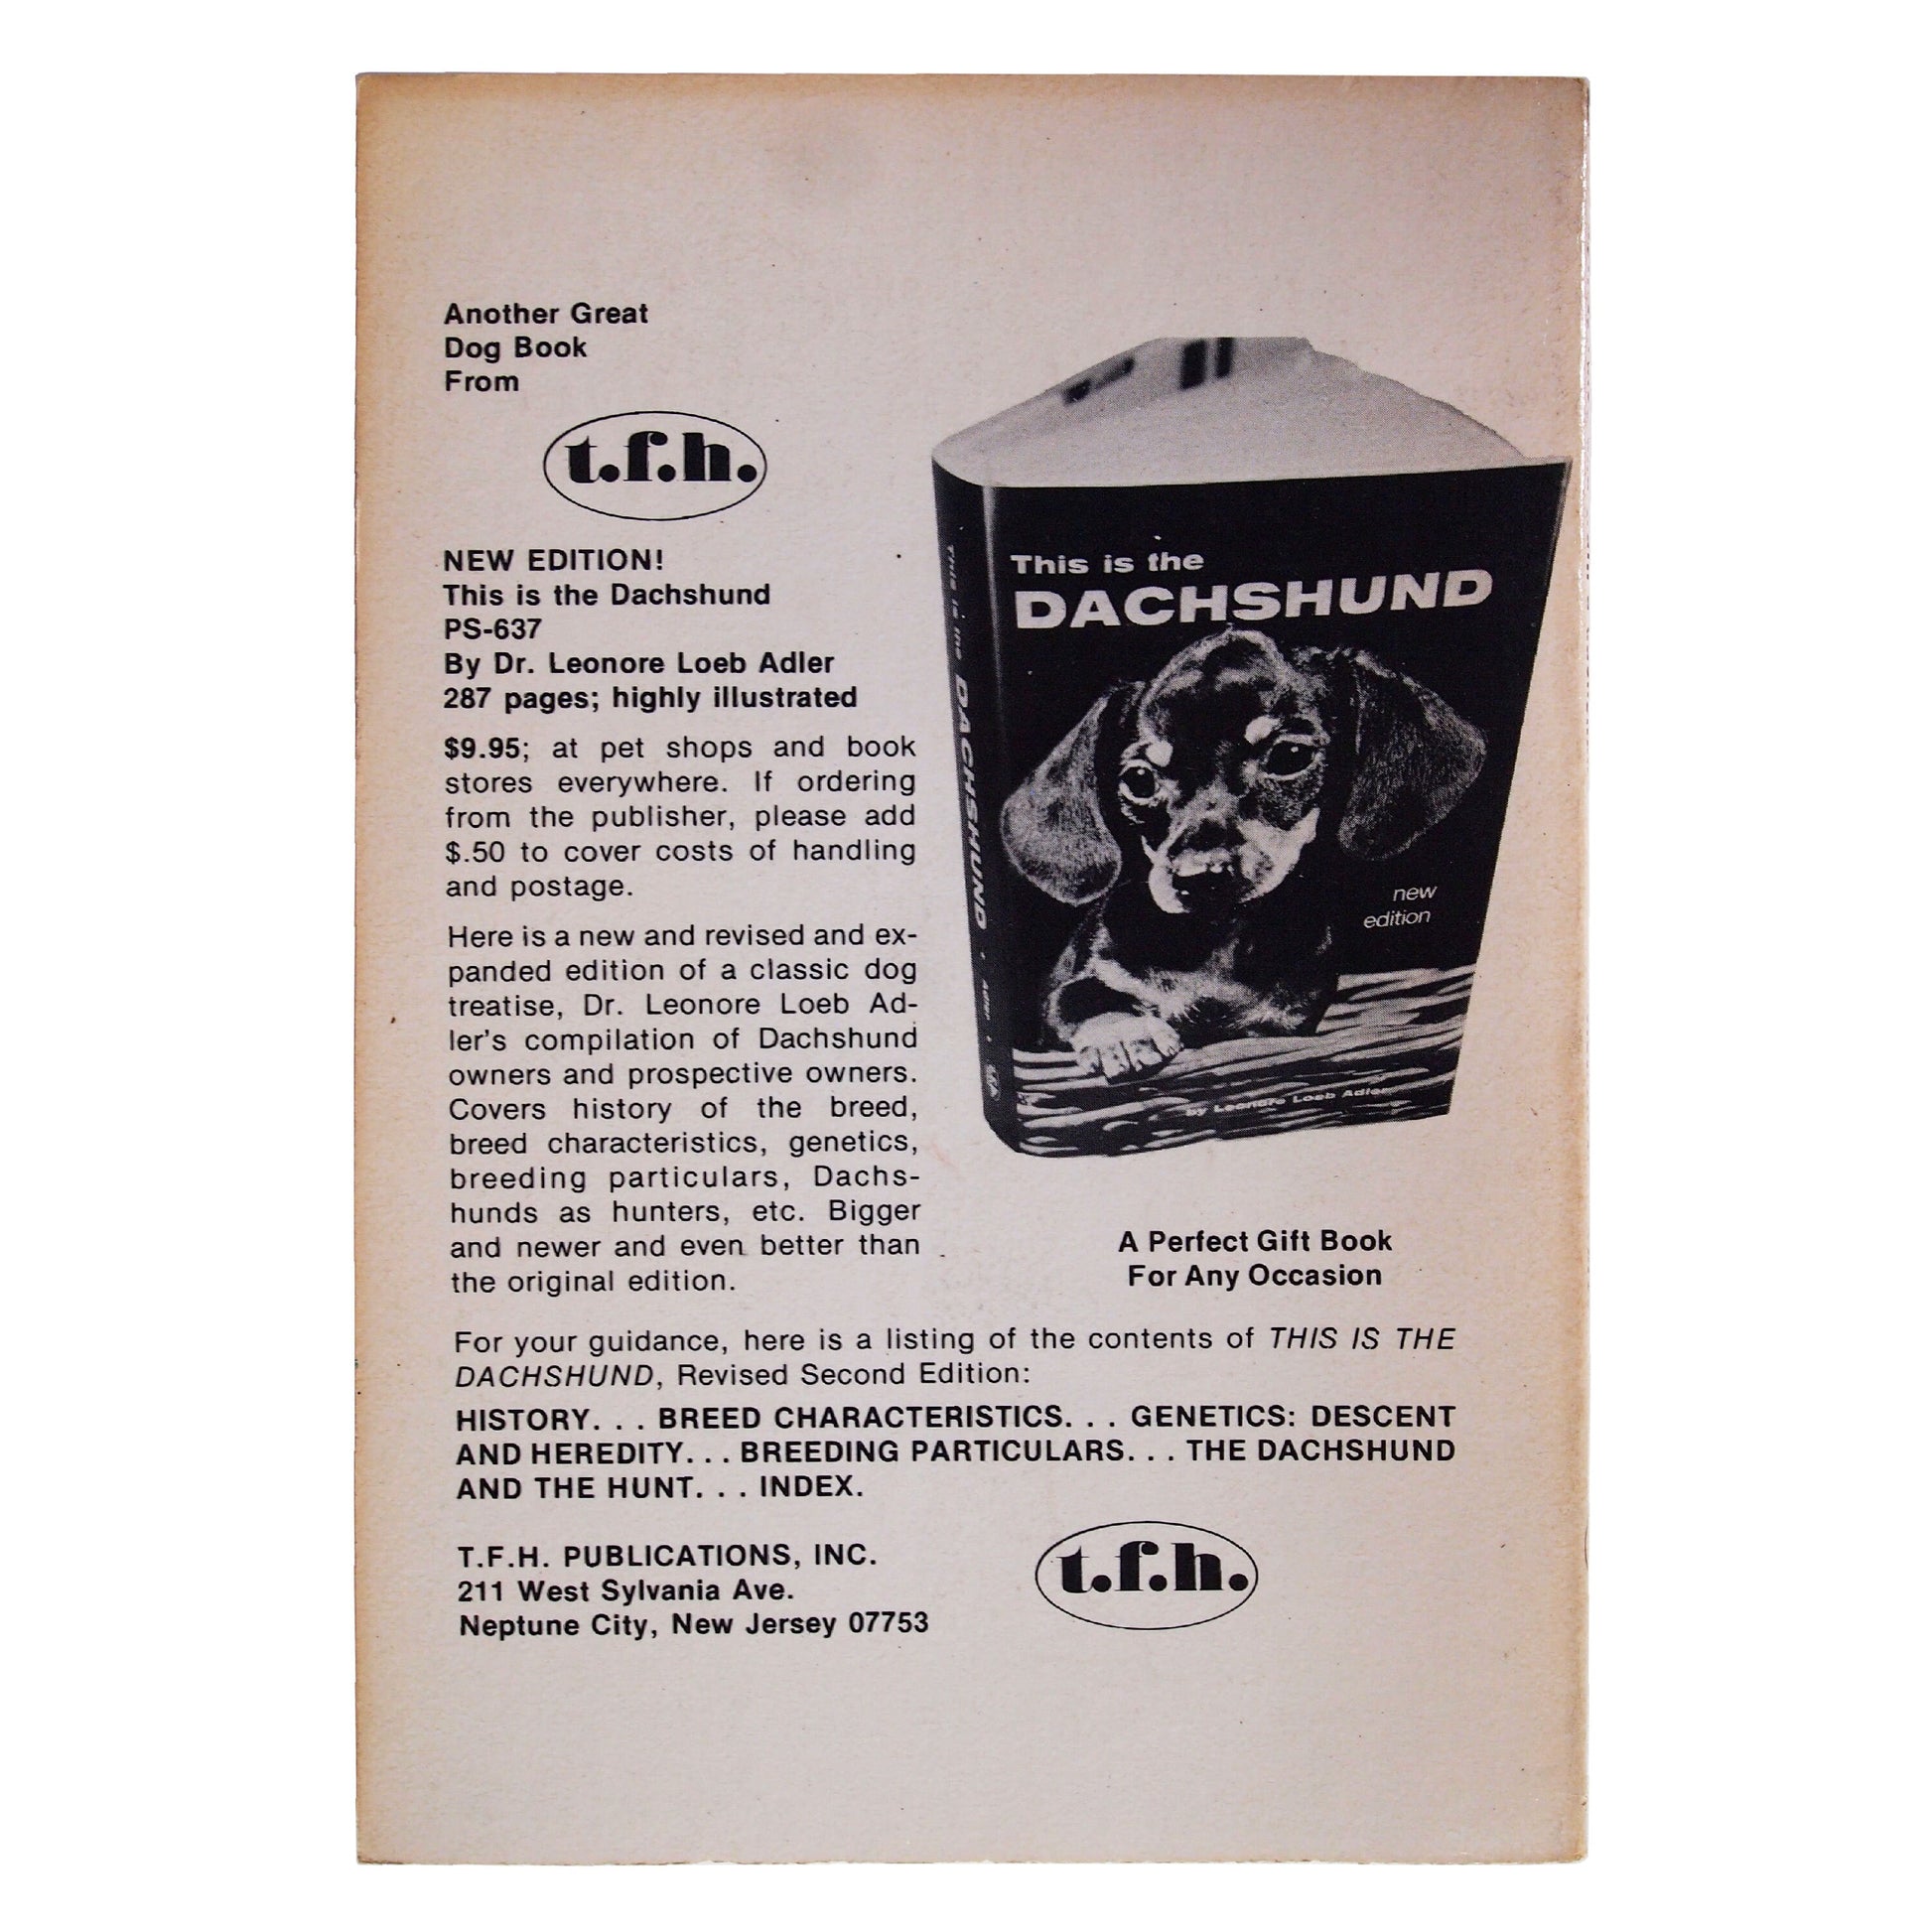 Another Great
Dog Book
From
t.f.h.
NEW EDITION!
This is the Dachshund
PS-637
By Dr. Leonore Loeb Adler
287 pages; highly illustrated
$9.95; at pet shops and book
stores everywhere. If ordering
from the publisher, please add
$.50 to cover costs of handling
and postage.
Here is a new and revised and ex-
panded edition of a classic dog
treatise, Dr. Leonore Loeb Ad-
ler's compilation of Dachshund
owners and prospective owners.
Covers history of the breed,
breed characteristics, genetics,
breeding particulars, Dachs-
hunds as hunters, etc. Bigger
and newer and even better than
the original edition.
This is the DACHSHUND · Adler ·
This is the
DACHSHUND
new
edition
by Leonore Loeb Adler
A Perfect Gift Book
For Any Occasion
For your guidance, here is a listing of the contents of THIS IS THE
DACHSHUND, Revised Second Edition:
HISTORY. . . BREED CHARACTERISTICS. . . GENETICS: DESCENT
AND HEREDITY. . . BREEDING PARTICULARS. . . THE DACHSHUND
AND THE HUNT. . . INDEX.
T.F.H. PUBLICATIONS, INC.
211 West Sylvania Ave.
Neptune City, New Jersey 07753
t.f.h.